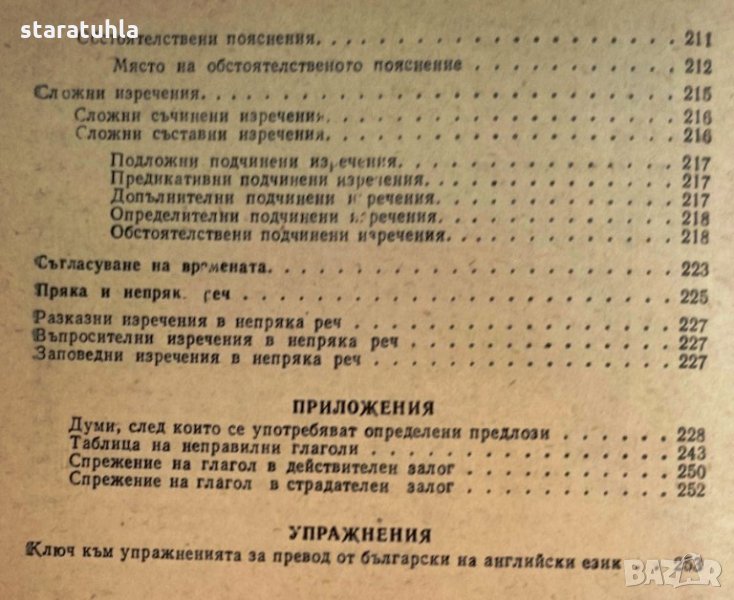 staratuhla
Обстоятелствени пояснения. . . . . . . . . . . . . . . . . 211
Място на обстоятелственого пояснение . . . . . . . . . . 212
Сложни изречения. . . . . . . . . . . . . . . . . . . . . . 215
Сложни съчинени изречения. . . . . . . . . . . . . . . . . 216
Сложни съставни изречения. . . . . . . . . . . . . . . . . 216
Подложни подчинени изречения. . . . . . . . . . . . . . 217
Предикативни подчинени изречения. . . . . . . . . . . . 217
Допълнителни подчинени изречения. . . . . . . . . . . . 217
Определителни подчинени изречения. . . . . . . . . . . . 218
Обстоятелствени подчинени изречения. . . . . . . . . . . 218
Съгласуване на времената. . . . . . . . . . . . . . . . . . 223
Пряка и непряка реч . . . . . . . . . . . . . . . . . . . . 225
Разказни изречения в непряка реч . . . . . . . . . . . . . . 227
Въпросителни изречения в непряка реч . . . . . . . . . . . . 227
Заповедни изречения в непряка реч . . . . . . . . . . . . . 227
ПРИЛОЖЕНИЯ
Думи, след които се употребяват определени предлози . . . . . . 228
Таблица на неправилни глаголи . . . . . . . . . . . . . . . 243
Спрежение на глагол в действителен залог . . . . . . . . . . 250
Спрежение на глагол в страдателен залог . . . . . . . . . . 252
УПРАЖНЕНИЯ
Ключ към упражненията за превод от български на английски език . . 253
BAZAR